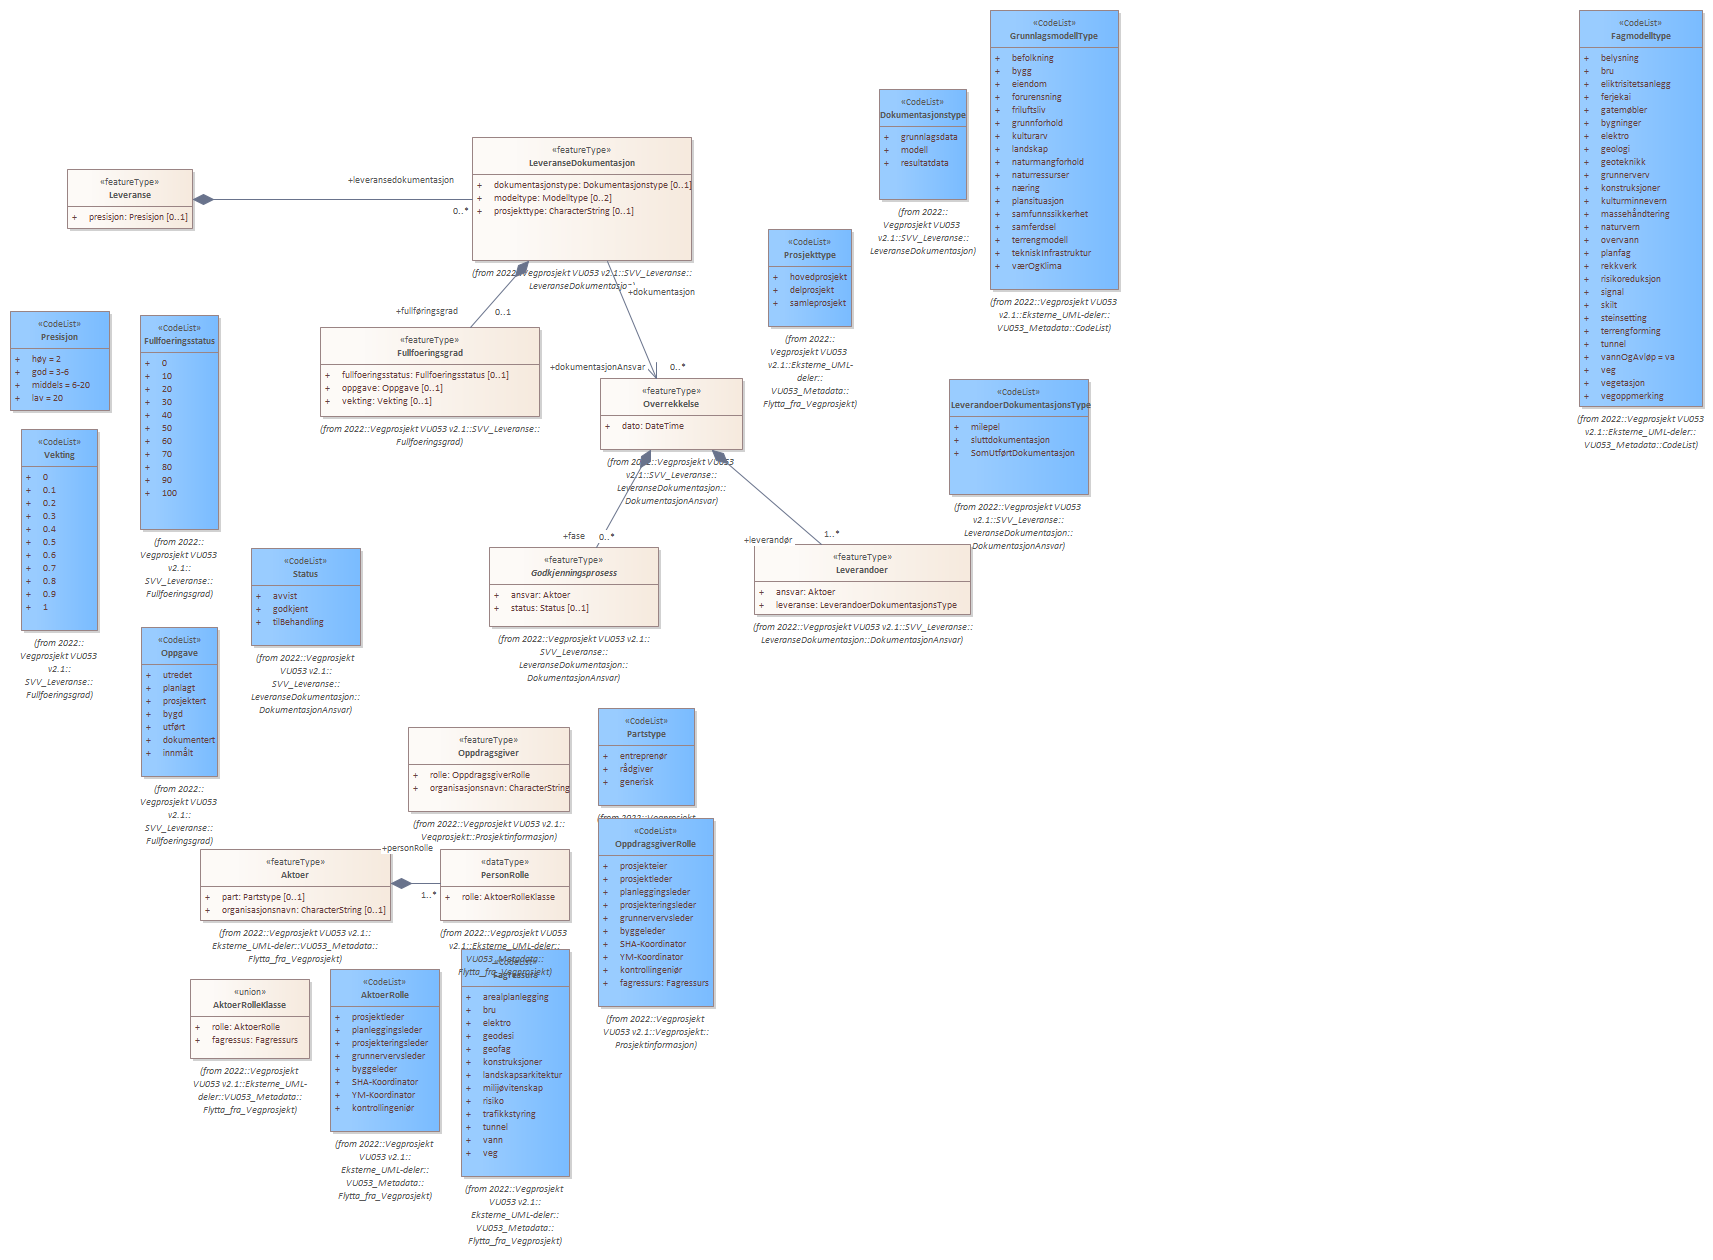 «CodeList»
GrunnlagsmodellType
+ befolkning
+ bygg
+ eiendom
+ forurensning
+ friluftsliv
+ grunnforhold
+ kulturarv
+ landskap
+ naturmangforhold
+ naturressurser
+ næring
+ plansituasjon
+ samfunnssikkerhet
+ samferdsel
+ terrengmodell
+ tekniskInfrastruktur
+ værOgKlima
(from 2022::Vegprosjekt VU053
v2.1::Eksterne_UML-deler::
VU053_Metadata::CodeList)
«CodeList»
Fagmodelltype
+ belysning
+ bru
+ eliktrisitetsanlegg
+ ferjekai
+ gatemøbler
+ bygninger
+ elektro
+ geologi
+ geoteknikk
+ grunnerverv
+ konstruksjoner
+ kulturminnevern
+ massehåndtering
+ naturvern
+ overvann
+ planfag
+ rekkverk
+ risikoreduksjon
+ signal
+ skilt
+ steinsetting
+ terrengforming
+ tunnel
+ vannOgAvløp = va
+ veg
+ vegetasjon
+ vegoppmerking
(from 2022::Vegprosjekt VU053
v2.1::Eksterne_UML-deler::
VU053_Metadata::CodeList)
«CodeList»
Dokumentasjonstype
+ grunnlagsdata
+ modell
+ resultatdata
(from 2022::
Vegprosjekt VU053
v2.1::SVV_Leveranse::
LeveranseDokumentasjon)
«featureType»
LeveranseDokumentasjon
+ dokumentasjonstype: Dokumentasjonstype [0..1]
+ modeltype: Modelltype [0..2]
+ prosjekttype: CharacterString [0..1]
(from 2022::Vegprosjekt VU053 v2.1::SVV_Leveranse::
LeveranseDokumentasjon)
«featureType»
Leveranse
+ presisjon: Presisjon [0..1]
+leveransedokumentasjon
0..*
«CodeList»
Prosjekttype
+ hovedprosjekt
+ delprosjekt
+ samleprosjekt
(from 2022::
Vegprosjekt VU053
v2.1::Eksterne_UML-
deler::
VU053_Metadata::
Flytta_fra_Vegprosjekt)
+dokumentasjon
+fullføringsgrad
0..1
+dokumentasjonAnsvar
0..*
«CodeList»
Presisjon
+ høy = 2
+ god = 3-6
+ middels = 6-20
+ lav = 20
«CodeList»
Fullfoeringsstatus
+ 0
+ 10
+ 20
+ 30
+ 40
+ 50
+ 60
+ 70
+ 80
+ 90
+ 100
(from 2022::
Vegprosjekt VU053
v2.1::
SVV_Leveranse::
Fullfoeringsgrad)
«featureType»
Fullfoeringsgrad
+ fullfoeringsstatus: Fullfoeringsstatus [0..1]
+ oppgave: Oppgave [0..1]
+ vekting: Vekting [0..1]
(from 2022::Vegprosjekt VU053 v2.1::SVV_Leveranse::
Fullfoeringsgrad)
«featureType»
Overrekkelse
+ dato: DateTime
(from 2022::Vegprosjekt VU053
v2.1::SVV_Leveranse::
LeveranseDokumentasjon::
DokumentasjonAnsvar)
«CodeList»
LeverandoerDokumentasjonsType
+ milepel
+ sluttdokumentasjon
+ SomUtførtDokumentasjon
(from 2022::Vegprosjekt VU053
v2.1::SVV_Leveranse::
LeveranseDokumentasjon::
DokumentasjonAnsvar)
«CodeList»
Vekting
+ 0
+ 0.1
+ 0.2
+ 0.3
+ 0.4
+ 0.5
+ 0.6
+ 0.7
+ 0.8
+ 0.9
+ 1
(from 2022::
Vegprosjekt VU053
v2.1::
SVV_Leveranse::
Fullfoeringsgrad)
+fase
0..*
+leverandør
1..*
«CodeList»
Status
+ avvist
+ godkjent
+ tilBehandling
(from 2022::Vegprosjekt
VU053 v2.1::
SVV_Leveranse::
LeveranseDokumentasjon::
DokumentasjonAnsvar)
«featureType»
Godkjenningsprosess
+ ansvar: Aktoer
+ status: Status [0..1]
(from 2022::Vegprosjekt VU053 v2.1::
SVV_Leveranse::
LeveranseDokumentasjon::
DokumentasjonAnsvar)
«featureType»
Leverandoer
+ ansvar: Aktoer
+ leveranse: LeverandoerDokumentasjonsType
(from 2022::Vegprosjekt VU053 v2.1::SVV_Leveranse::
LeveranseDokumentasjon::DokumentasjonAnsvar)
«CodeList»
Oppgave
+ utredet
+ planlagt
+ prosjektert
+ bygd
+ utført
+ dokumentert
+ innmålt
(from 2022::
Vegprosjekt VU053
v2.1::
SVV_Leveranse::
Fullfoeringsgrad)
«featureType»
Oppdragsgiver
+ rolle: OppdragsgiverRolle
+ organisasjonsnavn: CharacterString
(from 2022::Vegprosjekt VU053 v2.1::
Vegprosjekt::Prosjektinformasjon)
«CodeList»
Partstype
+ entreprenør
+ rådgiver
+ generisk
(from 2022::Vegprosjekt
«CodeList»
OppdragsgiverRolle
+ prosjekteier
+ prosjektleder
+ planleggingsleder
+ prosjekteringsleder
+ grunnervervsleder
+ byggeleder
+ SHA-Koordinator
+ YM-Koordinator
+ kontrollingeniør
+ fagressurs: Fagressurs
(from 2022::Vegprosjekt
VU053 v2.1::Vegprosjekt::
Prosjektinformasjon)
«featureType»
Aktoer
+ part: Partstype [0..1]
+ organisasjonsnavn: CharacterString [0..1]
(from 2022::Vegprosjekt VU053 v2.1::
Eksterne_UML-deler::VU053_Metadata::
Flytta_fra_Vegprosjekt)
+personRolle
1..*
«dataType»
PersonRolle
+ rolle: AktoerRolleKlasse
(from 2022::Vegprosjekt VU053
v2.1::Eksterne_UML-deler::
VU053_Metadata::
Flytta_fra_Vegprosjekt)
«union»
AktoerRolleKlasse
+ rolle: AktoerRolle
+ fagressus: Fagressurs
(from 2022::Vegprosjekt
VU053 v2.1::Eksterne_UML-
deler::VU053_Metadata::
Flytta_fra_Vegprosjekt)
«CodeList»
AktoerRolle
+ prosjektleder
+ planleggingsleder
+ prosjekteringsleder
+ grunnervervsleder
+ byggeleder
+ SHA-Koordinator
+ YM-Koordinator
+ kontrollingeniør
(from 2022::Vegprosjekt
VU053 v2.1::
Eksterne_UML-deler::
VU053_Metadata::
Flytta_fra_Vegprosjekt)
«CodeList»
Fagressurs
+ arealplanlegging
+ bru
+ elektro
+ geodesi
+ geofag
+ konstruksjoner
+ landskapsarkitektur
+ miljøvitenskap
+ risiko
+ trafikkstyring
+ tunnel
+ vann
+ veg
(from 2022::Vegprosjekt
VU053 v2.1::
Eksterne_UML-deler::
VU053_Metadata::
Flytta_fra_Vegprosjekt)